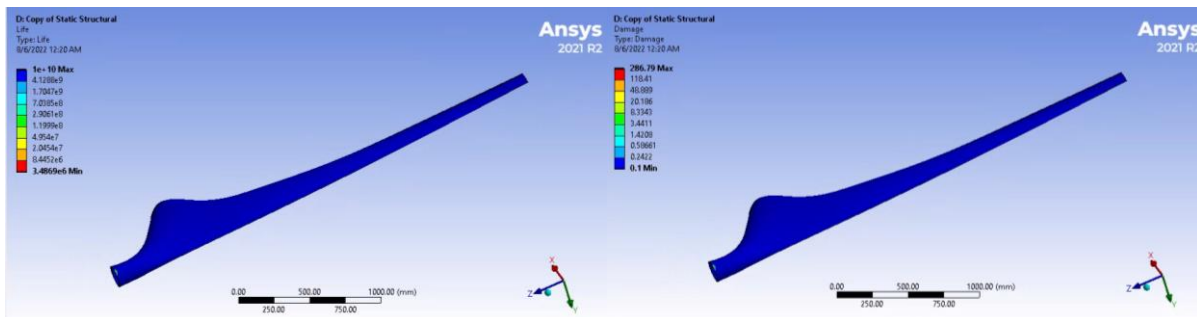 D: Copy of Static Structural
Life
Type: Life
8/6/2022 12:20 AM
1e+10 Max
4.1288e9
1.7047e9
7.0385e8
2.9061e8
1.1999e8
4.954e7
2.0454e7
8.4452e6
3.4869e6 Min
Ansys
2021 R2
0.00 500.00 1000.00 (mm)
250.00 750.00
X
Z
Y
D: Copy of Static Structural
Damage
Type: Damage
8/6/2022 12:20 AM
286.79 Max
118.41
48.889
20.186
8.3343
3.4411
1.4208
0.58661
0.2422
0.1 Min
Ansys
2021 R2
0.00 500.00 1000.00 (mm)
250.00 750.00
X
Z
Y